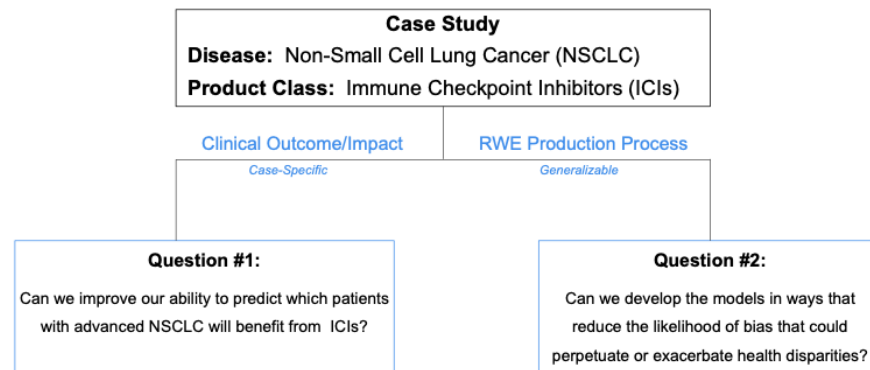 Case Study
Disease: Non-Small Cell Lung Cancer (NSCLC)
Product Class: Immune Checkpoint Inhibitors (ICIs)
Clinical Outcome/Impact
Case-Specific
RWE Production Process
Generalizable
Question #1:
Can we improve our ability to predict which patients
with advanced NSCLC will benefit from ICIs?
Question #2:
Can we develop the models in ways that
reduce the likelihood of bias that could
perpetuate or exacerbate health disparities?